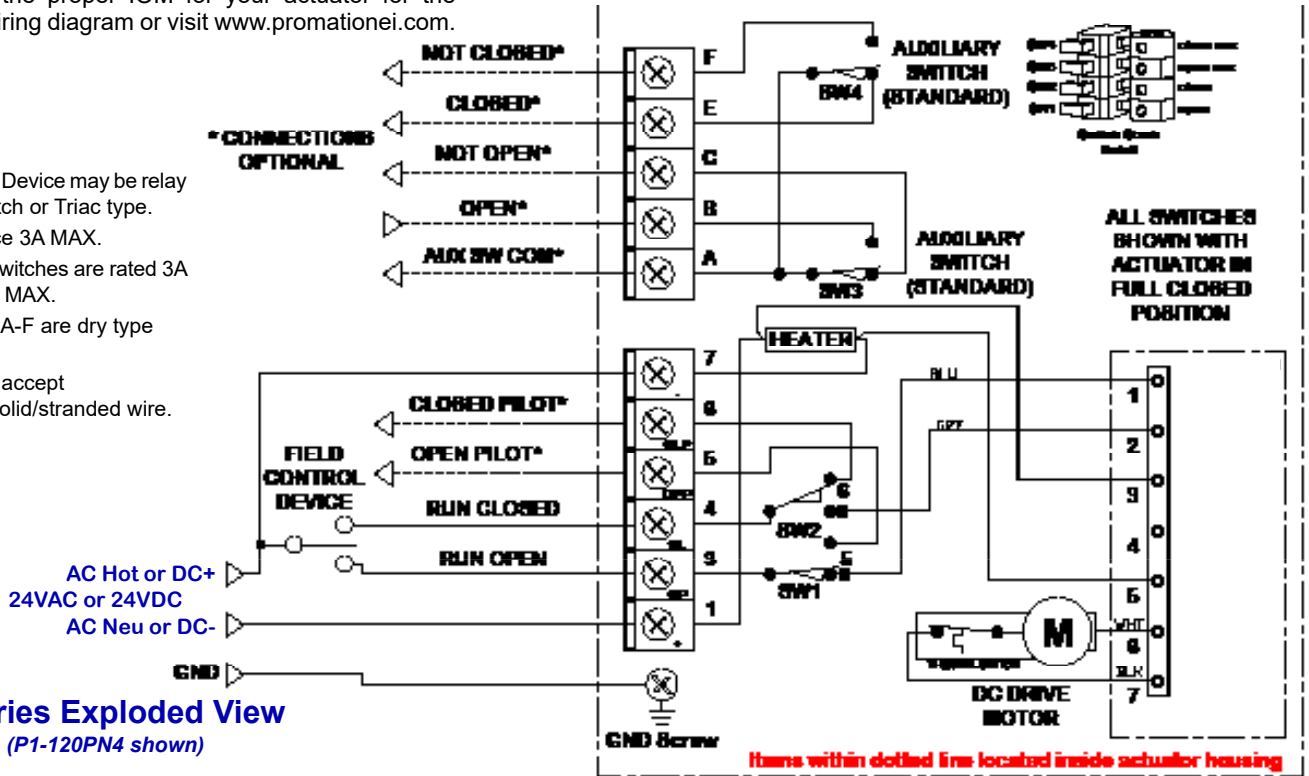 the proper IOM for your actuator for the
iring diagram or visit www.promationei.com.
Device may be relay
tch or Triac type.
ce 3A MAX.
witches are rated 3A
MAX.
A-F are dry type
accept
olid/stranded wire.
NOT CLOSED*
CLOSED*
* CONNECTIONS
OPTIONAL
NOT OPEN*
OPEN*
AUX SW COM*
F
E
C
B
A
SW4
AUXILIARY
SWITCH
(STANDARD)
SW3
AUXILIARY
SWITCH
(STANDARD)
ALL SWITCHES
SHOWN WITH
ACTUATOR IN
FULL CLOSED
POSITION
HEATER
7
CLOSED PILOT*
6
OPEN PILOT*
5
FIELD
CONTROL
DEVICE
RUN CLOSED
4
RUN OPEN
3
1
SW2
6
SW1
5
BLU
1
2
3
4
5
WHT
6
BLK
7
M
DC DRIVE
MOTOR
AC Hot or DC+
24VAC or 24VDC
AC Neu or DC-
GND
GND Screw
ries Exploded View
(P1-120PN4 shown)
Items within dotted line located inside actuator housing